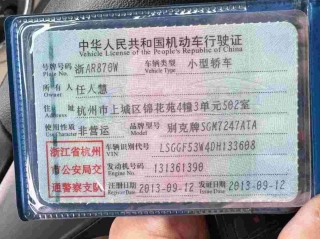 中华人民共和国机动车行驶证
Vehicle License of the People's Republic of China
号牌号码 浙AR870W 车辆类型 小型轿车
Plate No. Vehicle Type
所有人 任人慧
Owner
住址 杭州市上城区锦花苑4幢3单元502室
Address
使用性质 非营运 品牌型号 别克牌SGM7247ATA
Model
浙江省杭州市公安局交通警察支队
车辆识别代号 LSGGF53W4DH133608
VIN
发动机号码 131361390
Engine No.
注册日期 2013-09-12 发证日期 2013-09-12
Register Date Issue Date